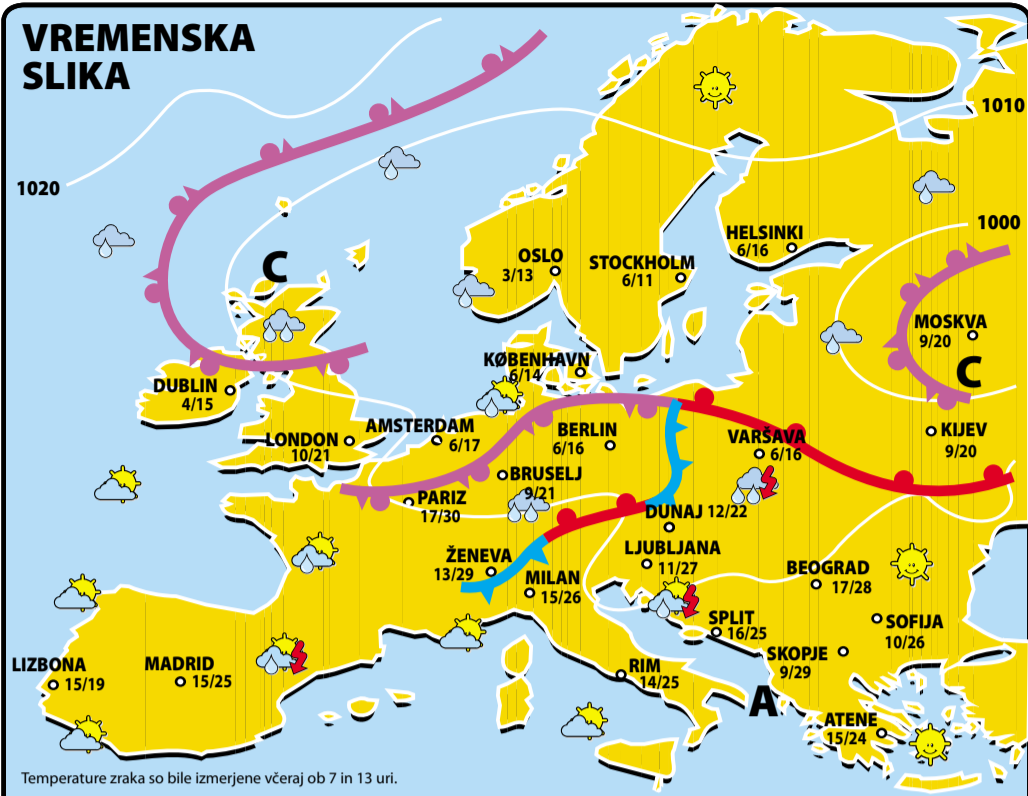 VREMENSKA
SLIKA
1010
1020
1000
C
HELSINKI
6/16
OSLO
3/13
STOCKHOLM
6/11
MOSKVA
9/20
C
KØBENHAVN
6/14
DUBLIN
4/15
AMSTERDAM
6/17
BERLIN
6/16
VARŠAVA
6/16
KIJEV
9/20
LONDON
10/21
BRUSELJ
9/21
PARIZ
17/30
DUNAJ 12/22
LJUBLJANA
11/27
ŽENEVA
13/29
MILAN
15/26
BEOGRAD
17/28
SPLIT
16/25
SOFIJA
10/26
SKOPJE
9/29
LIZBONA
15/19
MADRID
15/25
RIM
14/25
A
ATENE
15/24
Temperature zraka so bile izmerjene včeraj ob 7 in 13 uri.